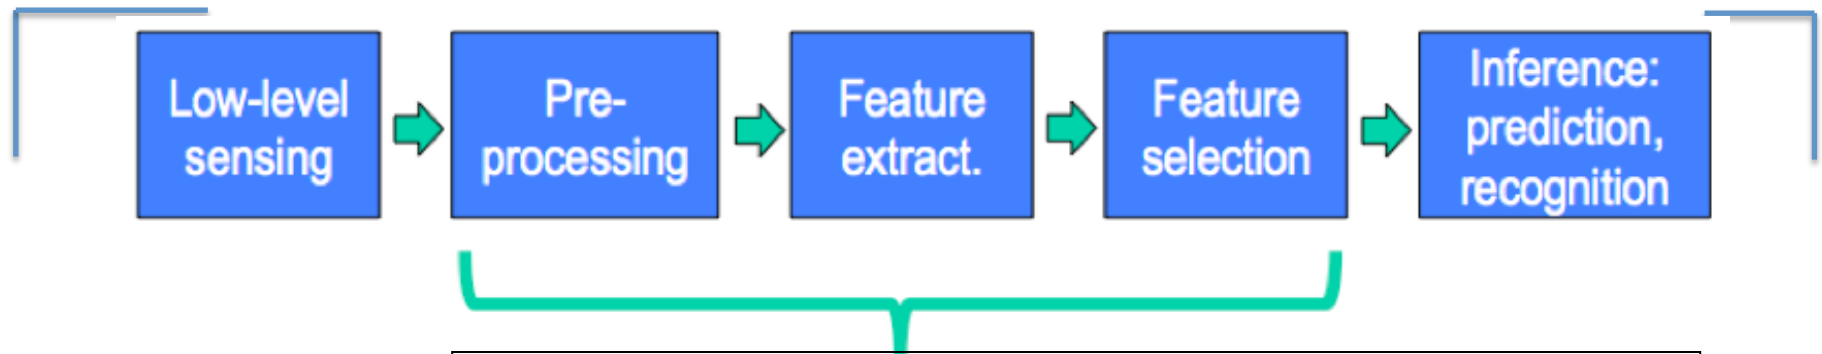 Low-level
sensing
Pre-
processing
Feature
extract.
Feature
selection
Inference:
prediction,
recognition